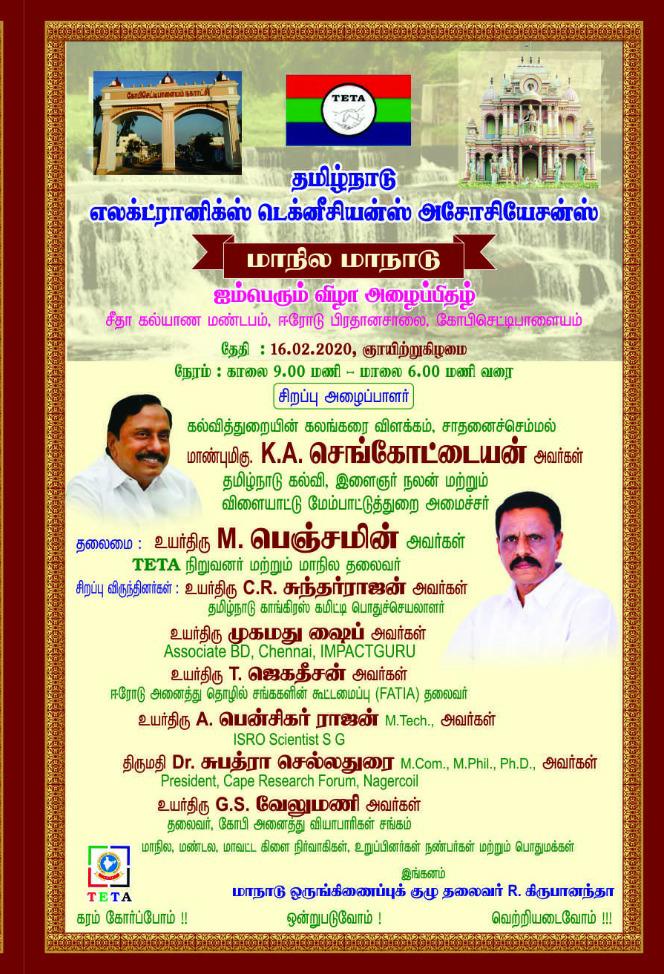 கோபிசெட்டிபாளையம் நகராட்சி
TETA
தமிழ்நாடு
எலக்ட்ரானிக்ஸ் டெக்னீசியன்ஸ் அசோசியேசன்ஸ்
மாநில மாநாடு
ஐம்பெரும் விழா அழைப்பிதழ்
சீதா கல்யாண மண்டபம், ஈரோடு பிரதானசாலை, கோபிசெட்டிபாளையம்
தேதி : 16.02.2020, ஞாயிற்றுகிழமை
நேரம் : காலை 9.00 மணி - மாலை 6.00 மணி வரை
சிறப்பு அழைப்பாளர்
கல்வித்துறையின் கலங்கரை விளக்கம், சாதனைச்செம்மல்
மாண்புமிகு. K.A. செங்கோட்டையன் அவர்கள்
தமிழ்நாடு கல்வி, இளைஞர் நலன் மற்றும்
விளையாட்டு மேம்பாட்டுத்துறை அமைச்சர்
தலைமை : உயர்திரு M. பெஞ்சமின் அவர்கள்
TETA நிறுவனர் மற்றும் மாநில தலைவர்
சிறப்பு விருந்தினர்கள் : உயர்திரு C.R. சுந்தர்ராஜன் அவர்கள்
தமிழ்நாடு காங்கிரஸ் கமிட்டி பொதுச்செயலாளர்
உயர்திரு முகமது ஷைப் அவர்கள்
Associate BD, Chennai, IMPACTGURU
உயர்திரு T. ஜெகதீசன் அவர்கள்
ஈரோடு அனைத்து தொழில் சங்ககளின் கூட்டமைப்பு (FATIA) தலைவர்
உயர்திரு A. பென்சிகர் ராஜன் M.Tech., அவர்கள்
ISRO Scientist S G
திருமதி Dr. சுபத்ரா செல்லதுரை M.Com., M.Phil., Ph.D., அவர்கள்
President, Cape Research Forum, Nagercoil
உயர்திரு G.S. வேலுமணி அவர்கள்
தலைவர், கோபி அனைத்து வியாபாரிகள் சங்கம்
மாநில, மண்டல, மாவட்ட கிளை நிர்வாகிகள், உறுப்பினர்கள் நண்பர்கள் மற்றும் பொதுமக்கள்
இங்கனம்
மாநாடு ஒருங்கிணைப்புக் குழு தலைவர் R. கிருபானந்தா
TETA
கரம் கோர்ப்போம் !! ஒன்றுபடுவோம் ! வெற்றியடைவோம் !!!